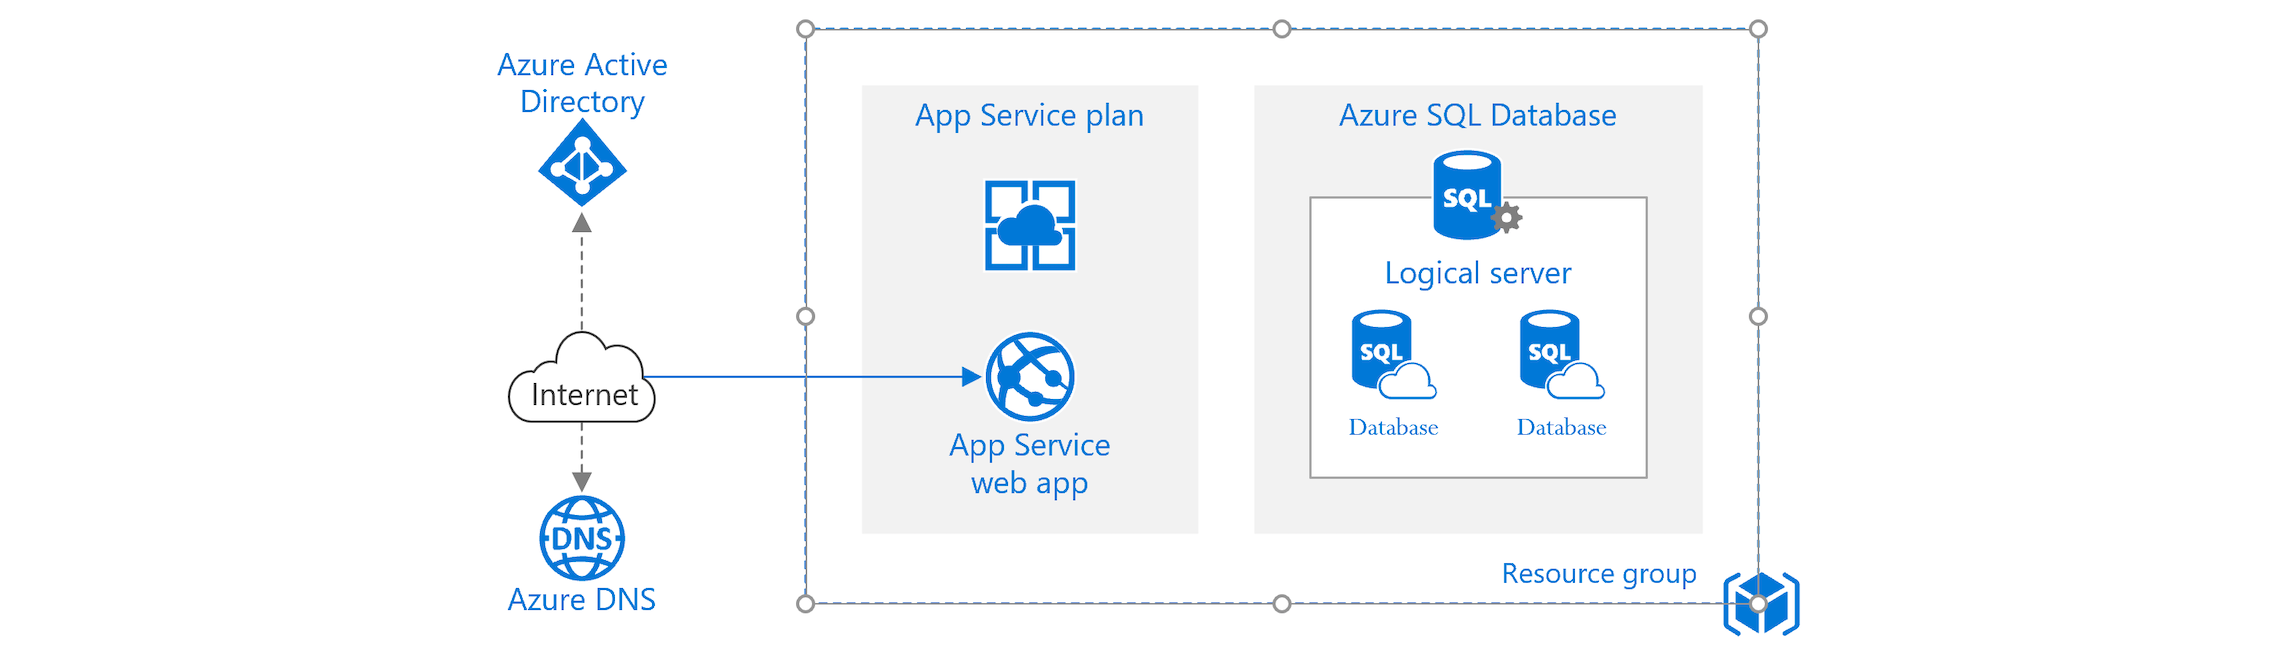 Azure Active
Directory
Internet
DNS
Azure DNS
App Service plan
App Service
web app
Azure SQL Database
SQL
Logical server
SQL
SQL
Database
Database
Resource group